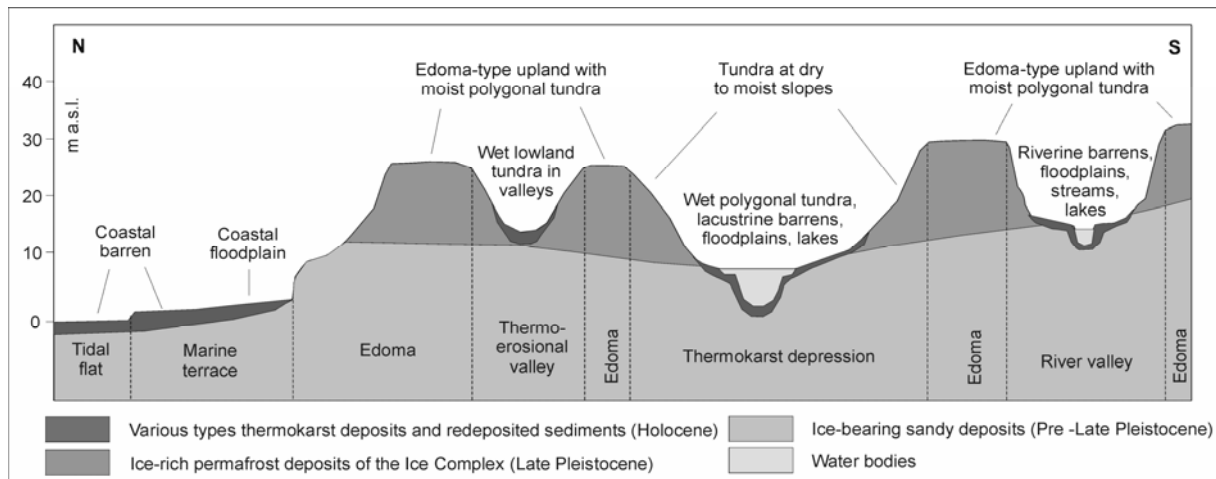 N
S
m a.s.l.
40
30
20
10
0
Edoma-type upland with
moist polygonal tundra
Tundra at dry
to moist slopes
Edoma-type upland with
moist polygonal tundra
Wet lowland
tundra in
valleys
Riverine barrens,
floodplains,
streams,
lakes
Wet polygonal tundra,
lacustrine barrens,
floodplains, lakes
Coastal
barren
Coastal
floodplain
Tidal
flat
Marine
terrace
Edoma
Thermo-
erosional
valley
Edoma
Thermokarst depression
Edoma
River valley
Edoma
Various types thermokarst deposits and redeposited sediments (Holocene)
Ice-rich permafrost deposits of the Ice Complex (Late Pleistocene)
Ice-bearing sandy deposits (Pre -Late Pleistocene)
Water bodies